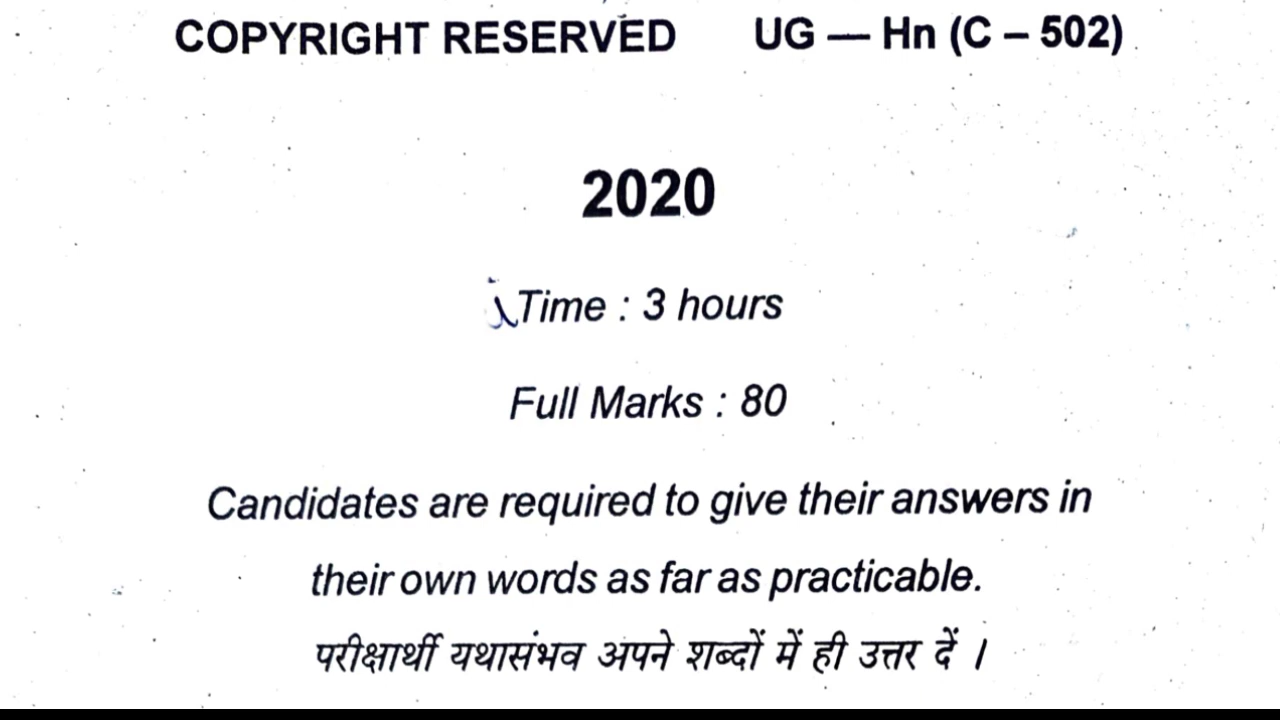 COPYRIGHT RESERVED UG — Hn (C – 502)
2020
Time : 3 hours
Full Marks : 80
Candidates are required to give their answers in
their own words as far as practicable.
परीक्षार्थी यथासंभव अपने शब्दों में ही उत्तर दें ।